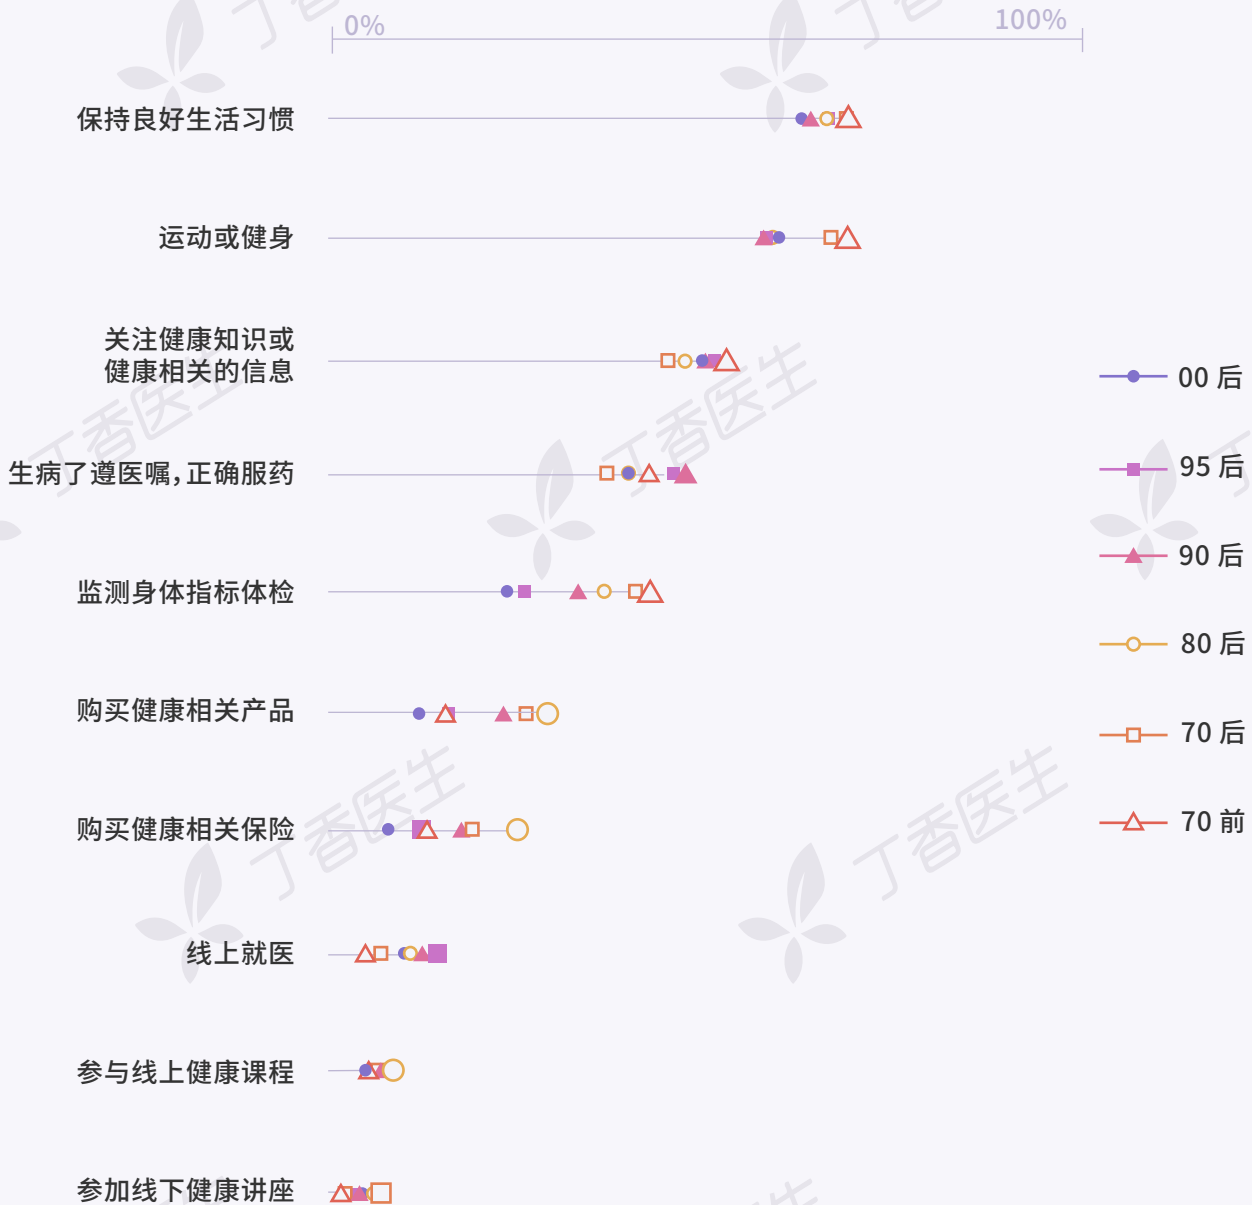 0%
100%
保持良好生活习惯
运动或健身
关注健康知识或
健康相关的信息
生病了遵医嘱，正确服药
监测身体指标体检
购买健康相关产品
购买健康相关保险
线上就医
参与线上健康课程
参加线下健康讲座
00 后
95 后
90 后
80 后
70 后
70 前
丁香医生
丁香医生
丁香医生
丁香医生